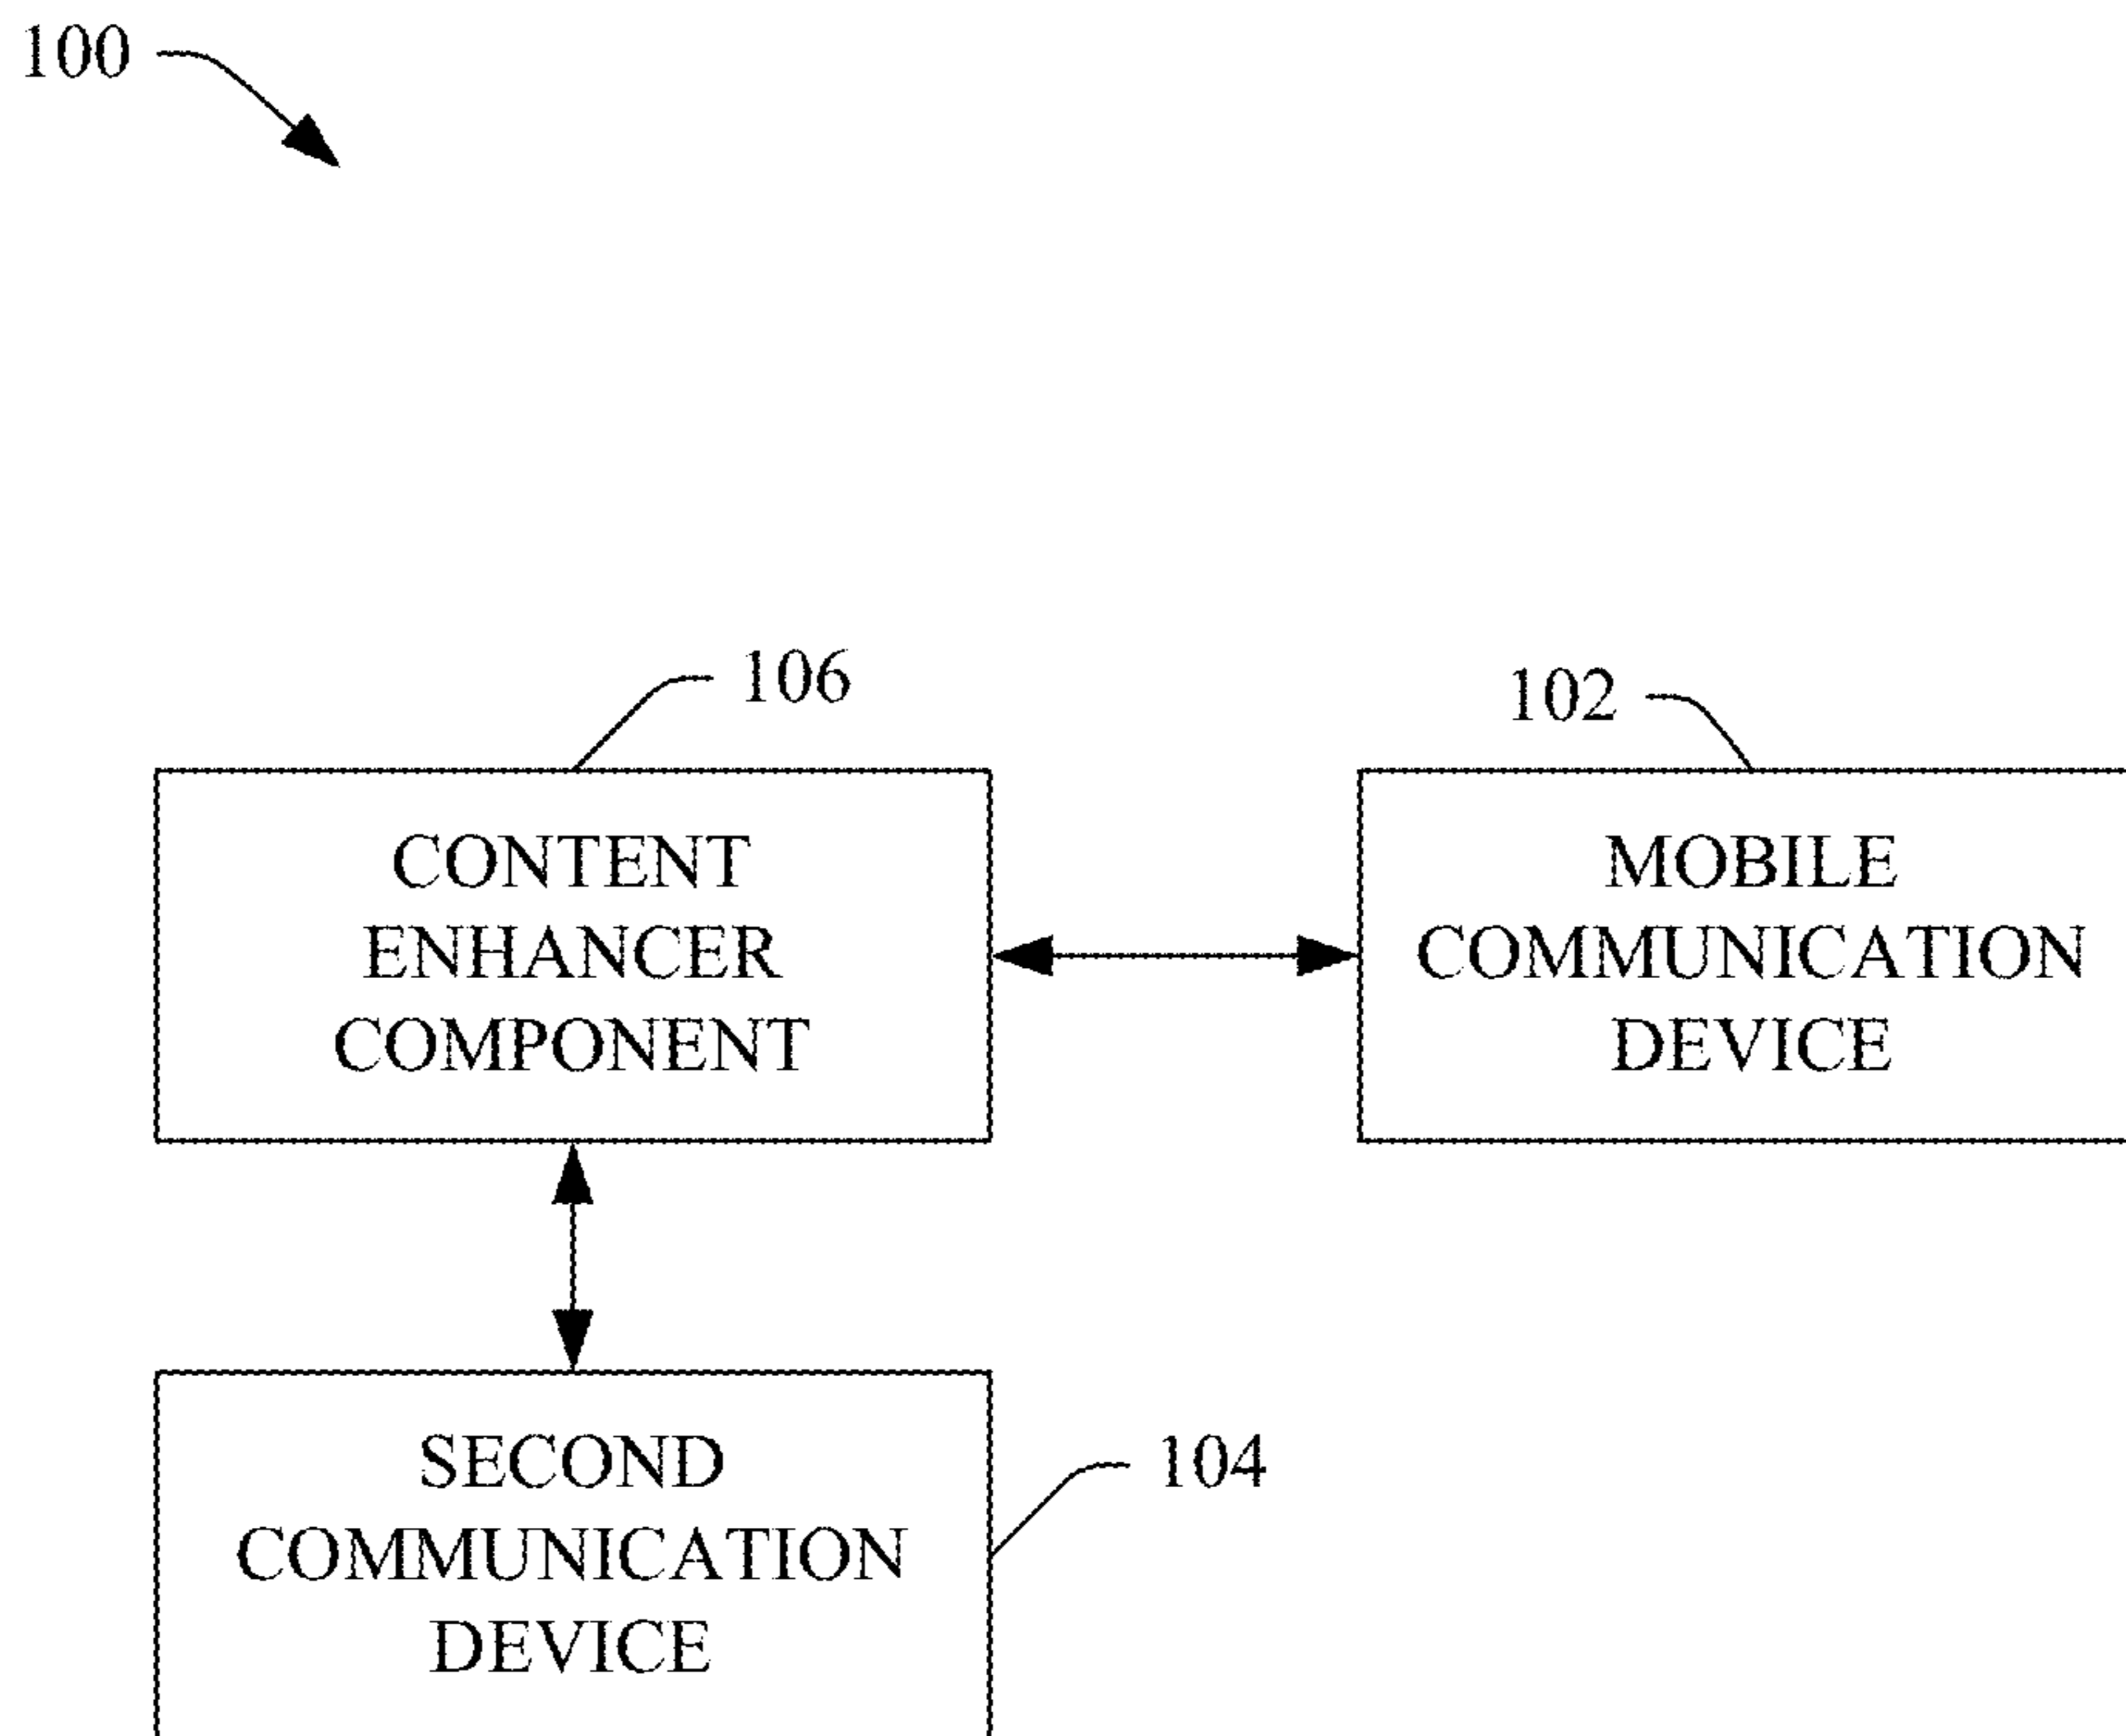 100
106
102
CONTENT
ENHANCER
COMPONENT
MOBILE
COMMUNICATION
DEVICE
SECOND
COMMUNICATION
DEVICE
104